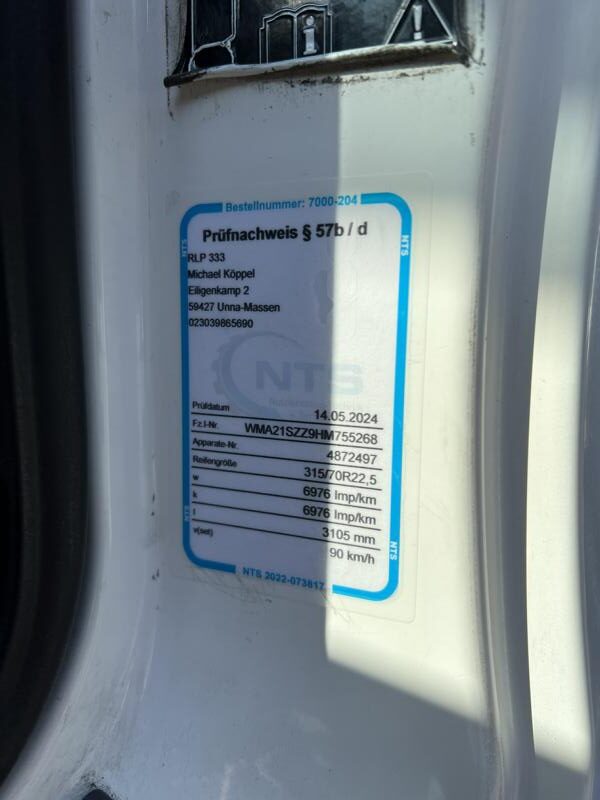 Bestellnummer: 7000-204
Prüfnachweis § 57b / d
RLP 333
Michael Köppel
Eiligenkamp 2
59427 Unna-Massen
023039865690
NTS
Prüfdatum 14.05.2024
Fz.I-Nr. WMA21SZZ9HM755268
Apparate-Nr. 4872497
Reifengröße 315/70R22,5
w 6976 Imp/km
k 6976 Imp/km
l 3105 mm
v(set) 90 km/h
NTS 2022-073817
NTS
NTS
NTS
NTS